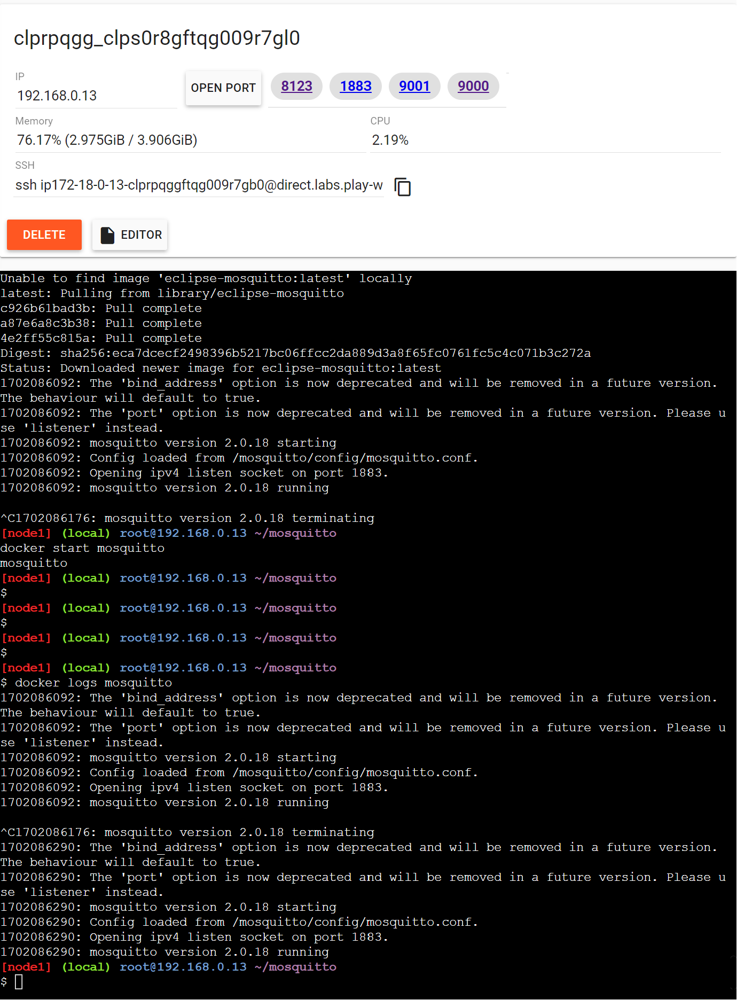 clprpqgg_clps0r8gftqg009r7gl0
IP
192.168.0.13
OPEN PORT
8123
1883
9001
9000
Memory
76.17% (2.975GiB / 3.906GiB)
CPU
2.19%
SSH
ssh ip172-18-0-13-clprpqggftqg009r7gb0@direct.labs.play-w
DELETE
EDITOR
Unable to find image 'eclipse-mosquitto:latest' locally
latest: Pulling from library/eclipse-mosquitto
c926b61bad3b: Pull complete
a87e6a8c3b38: Pull complete
4e2ff55c815a: Pull complete
Digest: sha256:eca7dcecf2498396b5217bc06ffcc2da889d3a8f65fc0761fc5c4c071b3c272a
Status: Downloaded newer image for eclipse-mosquitto:latest
1702086092: The 'bind_address' option is now deprecated and will be removed in a future version.
The behaviour will default to true.
1702086092: The 'port' option is now deprecated and will be removed in a future version. Please u
se 'listener' instead.
1702086092: mosquitto version 2.0.18 starting
1702086092: Config loaded from /mosquitto/config/mosquitto.conf.
1702086092: Opening ipv4 listen socket on port 1883.
1702086092: mosquitto version 2.0.18 running
^C1702086176: mosquitto version 2.0.18 terminating
[node1] (local) root@192.168.0.13 ~/mosquitto
docker start mosquitto
mosquitto
[node1] (local) root@192.168.0.13 ~/mosquitto
$
[node1] (local) root@192.168.0.13 ~/mosquitto
$
[node1] (local) root@192.168.0.13 ~/mosquitto
$
[node1] (local) root@192.168.0.13 ~/mosquitto
$ docker logs mosquitto
1702086092: The 'bind_address' option is now deprecated and will be removed in a future version.
The behaviour will default to true.
1702086092: The 'port' option is now deprecated and will be removed in a future version. Please u
se 'listener' instead.
1702086092: mosquitto version 2.0.18 starting
1702086092: Config loaded from /mosquitto/config/mosquitto.conf.
1702086092: Opening ipv4 listen socket on port 1883.
1702086092: mosquitto version 2.0.18 running
^C1702086176: mosquitto version 2.0.18 terminating
1702086290: The 'bind_address' option is now deprecated and will be removed in a future version.
The behaviour will default to true.
1702086290: The 'port' option is now deprecated and will be removed in a future version. Please u
se 'listener' instead.
1702086290: mosquitto version 2.0.18 starting
1702086290: Config loaded from /mosquitto/config/mosquitto.conf.
1702086290: Opening ipv4 listen socket on port 1883.
1702086290: mosquitto version 2.0.18 running
[node1] (local) root@192.168.0.13 ~/mosquitto
$